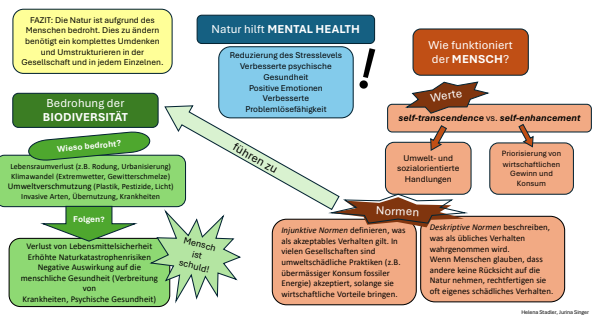 FAZIT: Die Natur ist aufgrund des
Menschen bedroht. Dies zu ändern
benötigt ein komplettes Umdenken
und Umstrukturieren in der
Gesellschaft und in jedem Einzelnen.
Natur hilft MENTAL HEALTH
Reduzierung des Stresslevels
Verbesserte psychische
Gesundheit
Positive Emotionen
Verbesserte
Problemlösefähigkeit
!
Wie funktioniert
der MENSCH?
Werte
self-transcendence vs. self-enhancement
Umwelt- und
sozialorientierte
Handlungen
Priorisierung von
wirtschaftlichen
Gewinn und
Konsum
Bedrohung der
BIODIVERSITÄT
Wieso bedroht?
Lebensraumverlust (z.B. Rodung, Urbanisierung)
Klimawandel (Extremwetter, Gewitterschmelze)
Umweltverschmutzung (Plastik, Pestizide, Licht)
Invasive Arten, Übernutzung, Krankheiten
Folgen?
Verlust von Lebensmittelsicherheit
Erhöhte Naturkatastrophenrisiken
Negative Auswirkung auf die
menschliche Gesundheit (Verbreitung
von
Krankheiten, Psychische Gesundheit)
Mensch
ist
schuld!
führen zu
Normen
Injunktive Normen definieren, was
als akzeptables Verhalten gilt. In
vielen Gesellschaften sind
umweltschädliche Praktiken (z.B.
übermässiger Konsum fossiler
Energie) akzeptiert, solange sie
wirtschaftliche Vorteile bringen.
Deskriptive Normen beschreiben,
was als übliches Verhalten
wahrgenommen wird.
Wenn Menschen glauben, dass
andere keine Rücksicht auf die
Natur nehmen, rechtfertigen sie
oft eigenes schädliches Verhalten.
Helena Stadler, Jurina Singer